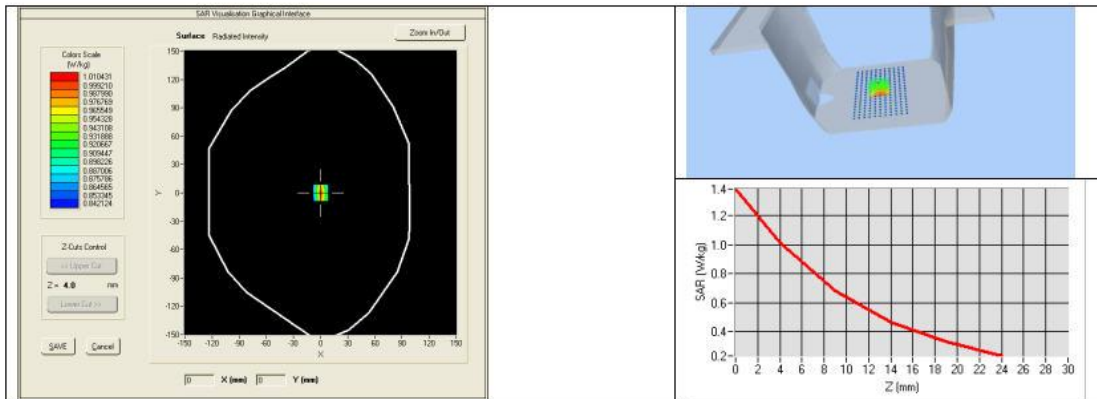 SAR Visualisation Graphical Interface
Surface Radiated Intensity
Zoom In/Out
Colors Scale
(W/kg)
1.010431
0.999210
0.987990
0.976769
0.965549
0.954328
0.943108
0.931888
0.920667
0.909447
0.898226
0.887006
0.875786
0.864565
0.853345
0.842124
150
120
90
60
30
0
-30
-60
-90
-120
-150
Y
-150 -120 -90 -60 -30 0 30 60 90 120 150
X
Z-Cuts Control
<< Upper Cut
Z = 4.0 mm
Lower Cut >>
SAVE Cancel
0 X (mm) 0 Y (mm)
1.4
1.2
1.0
0.8
0.6
0.4
0.2
SAR (W/kg)
0 2 4 6 8 10 12 14 16 18 20 22 24 26 28 30
Z (mm)